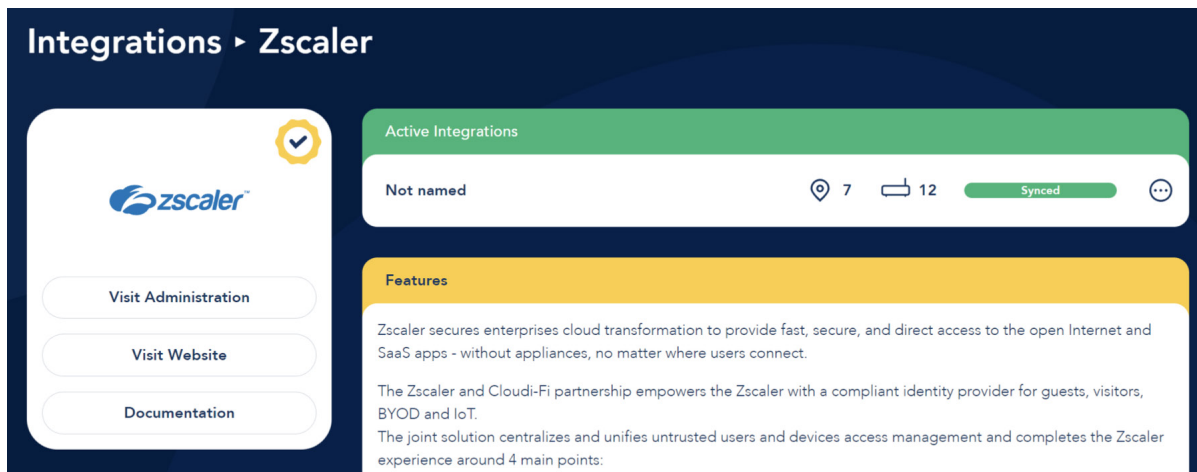 Integrations ▸ Zscaler
Active Integrations
zscaler™
Not named 7 12 Synced
Visit Administration
Visit Website
Documentation
Features
Zscaler secures enterprises cloud transformation to provide fast, secure, and direct access to the open Internet and
SaaS apps - without appliances, no matter where users connect.
The Zscaler and Cloudi-Fi partnership empowers the Zscaler with a compliant identity provider for guests, visitors,
BYOD and IoT.
The joint solution centralizes and unifies untrusted users and devices access management and completes the Zscaler
experience around 4 main points: